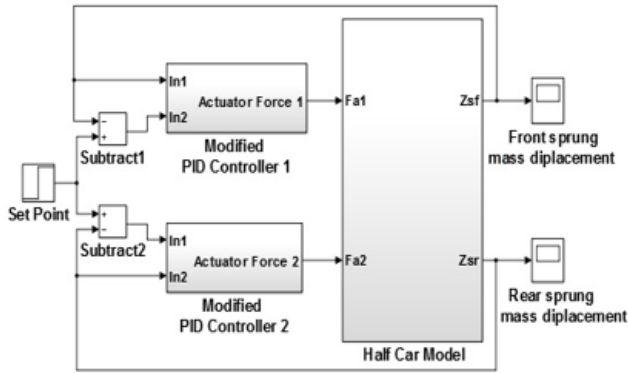 In1
In2
Actuator Force 1
Modified
PID Controller 1
Subtract1
Set Point
Subtract2
In1
In2
Actuator Force 2
Modified
PID Controller 2
Fa1
Fa2
Zsf
Zsr
Half Car Model
Front sprung
mass diplacement
Rear sprung
mass diplacement